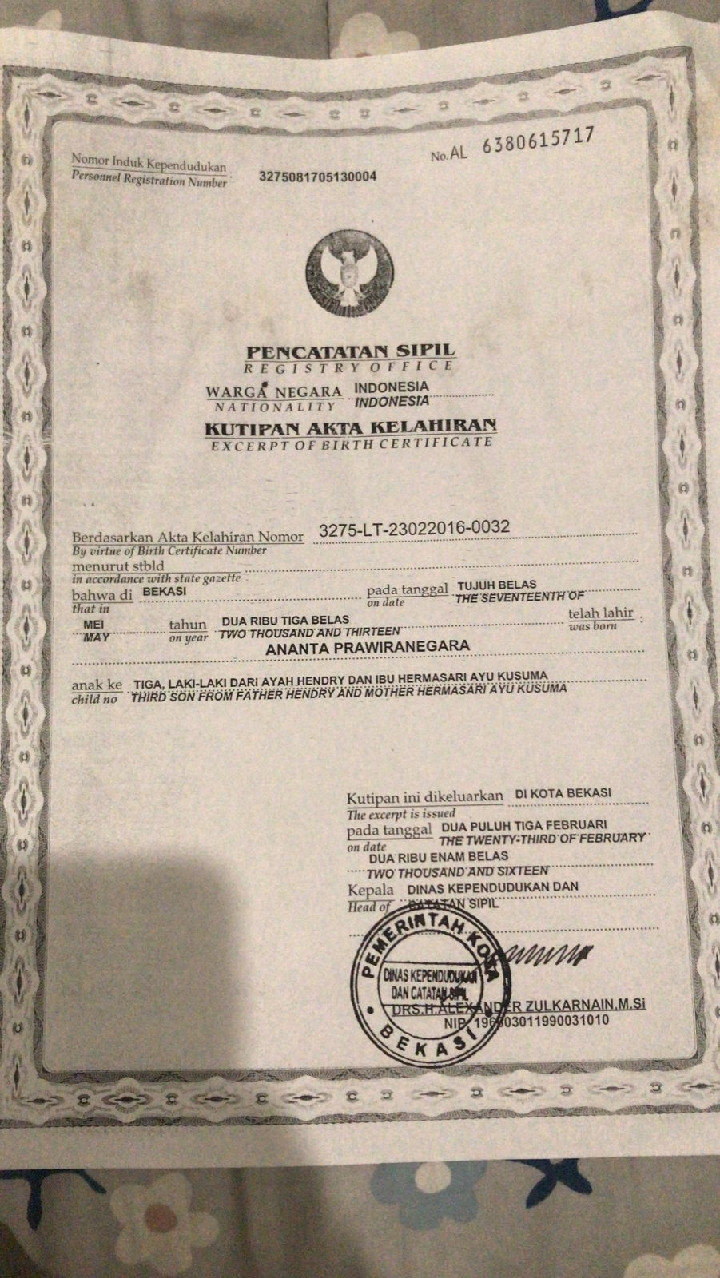 Nomor Induk Kependudukan 3275081705130004
Personnel Registration Number
No. AL 6380615717
PENCATATAN SIPIL
REGISTRY OFFICE
WARGA NEGARA INDONESIA
NATIONALITY INDONESIA
KUTIPAN AKTA KELAHIRAN
EXCERPT OF BIRTH CERTIFICATE
Berdasarkan Akta Kelahiran Nomor 3275-LT-23022016-0032
By virtue of Birth Certificate Number
menurut stbld
in accordance with state gazette
bahwa di BEKASI pada tanggal TUJUH BELAS
that in on date THE SEVENTEENTH OF
MEI tahun DUA RIBU TIGA BELAS telah lahir :
MAY on year TWO THOUSAND AND THIRTEEN was born
ANANTA PRAWIRANEGARA
anak ke TIGA, LAKI-LAKI DARI AYAH HENDRY DAN IBU HERMASARI AYU KUSUMA
child no THIRD SON FROM FATHER HENDRY AND MOTHER HERMASARI AYU KUSUMA
Kutipan ini dikeluarkan DI KOTA BEKASI
The excerpt is issued
pada tanggal DUA PULUH TIGA FEBRUARI
on date THE TWENTY-THIRD OF FEBRUARY
DUA RIBU ENAM BELAS
TWO THOUSAND AND SIXTEEN
Kepala DINAS KEPENDUDUKAN DAN
Head of CATATAN SIPIL
PEMERINTAH KOTA
DINAS KEPENDUDUKAN
DAN CATATAN SIPIL
BEKASI
DRS.H.ALEXANDER ZULKARNAIN,M.Si
NIP.